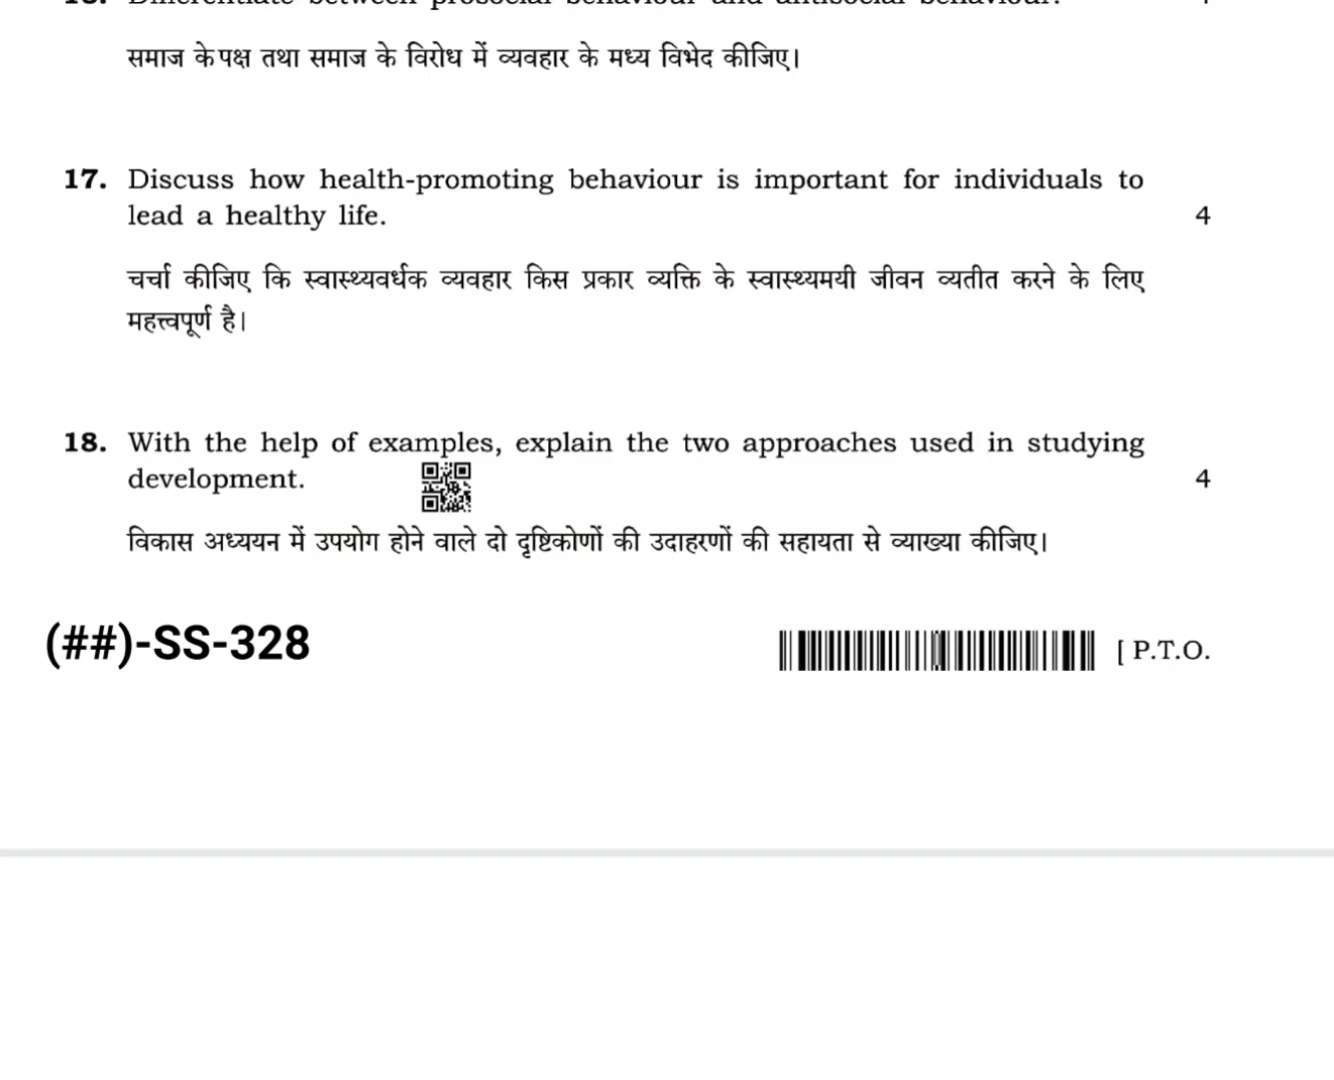 समाज के पक्ष तथा समाज के विरोध में व्यवहार के मध्य विभेद कीजिए।
17. Discuss how health-promoting behaviour is important for individuals to
lead a healthy life. 4
चर्चा कीजिए कि स्वास्थ्यवर्धक व्यवहार किस प्रकार व्यक्ति के स्वास्थ्यमयी जीवन व्यतीत करने के लिए
महत्त्वपूर्ण है।
18. With the help of examples, explain the two approaches used in studying
development. 4
विकास अध्ययन में उपयोग होने वाले दो दृष्टिकोणों की उदाहरणों की सहायता से व्याख्या कीजिए।
(##)-SS-328 [ P.T.O.